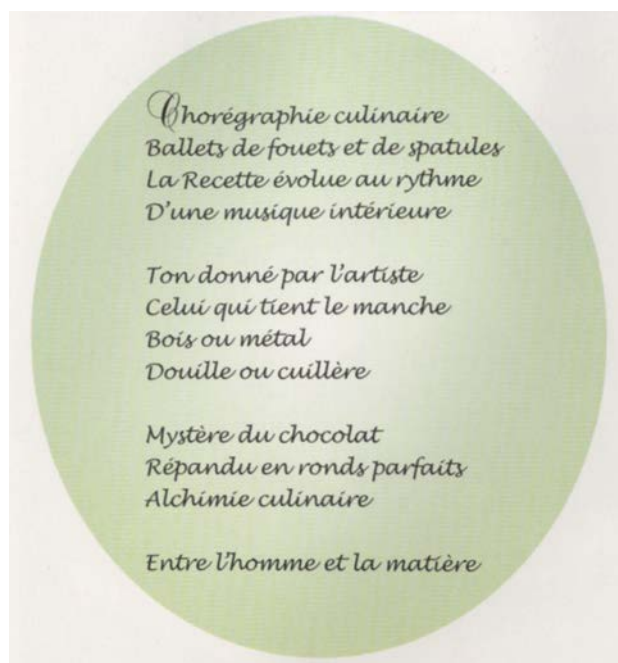 Chorégraphie culinaire
Ballets de fouets et de spatules
La Recette évolue au rythme
D'une musique intérieure
Ton donné par l'artiste
Celui qui tient le manche
Bois ou métal
Douille ou cuillère
Mystère du chocolat
Répandu en ronds parfaits
Alchimie culinaire
Entre l'homme et la matière